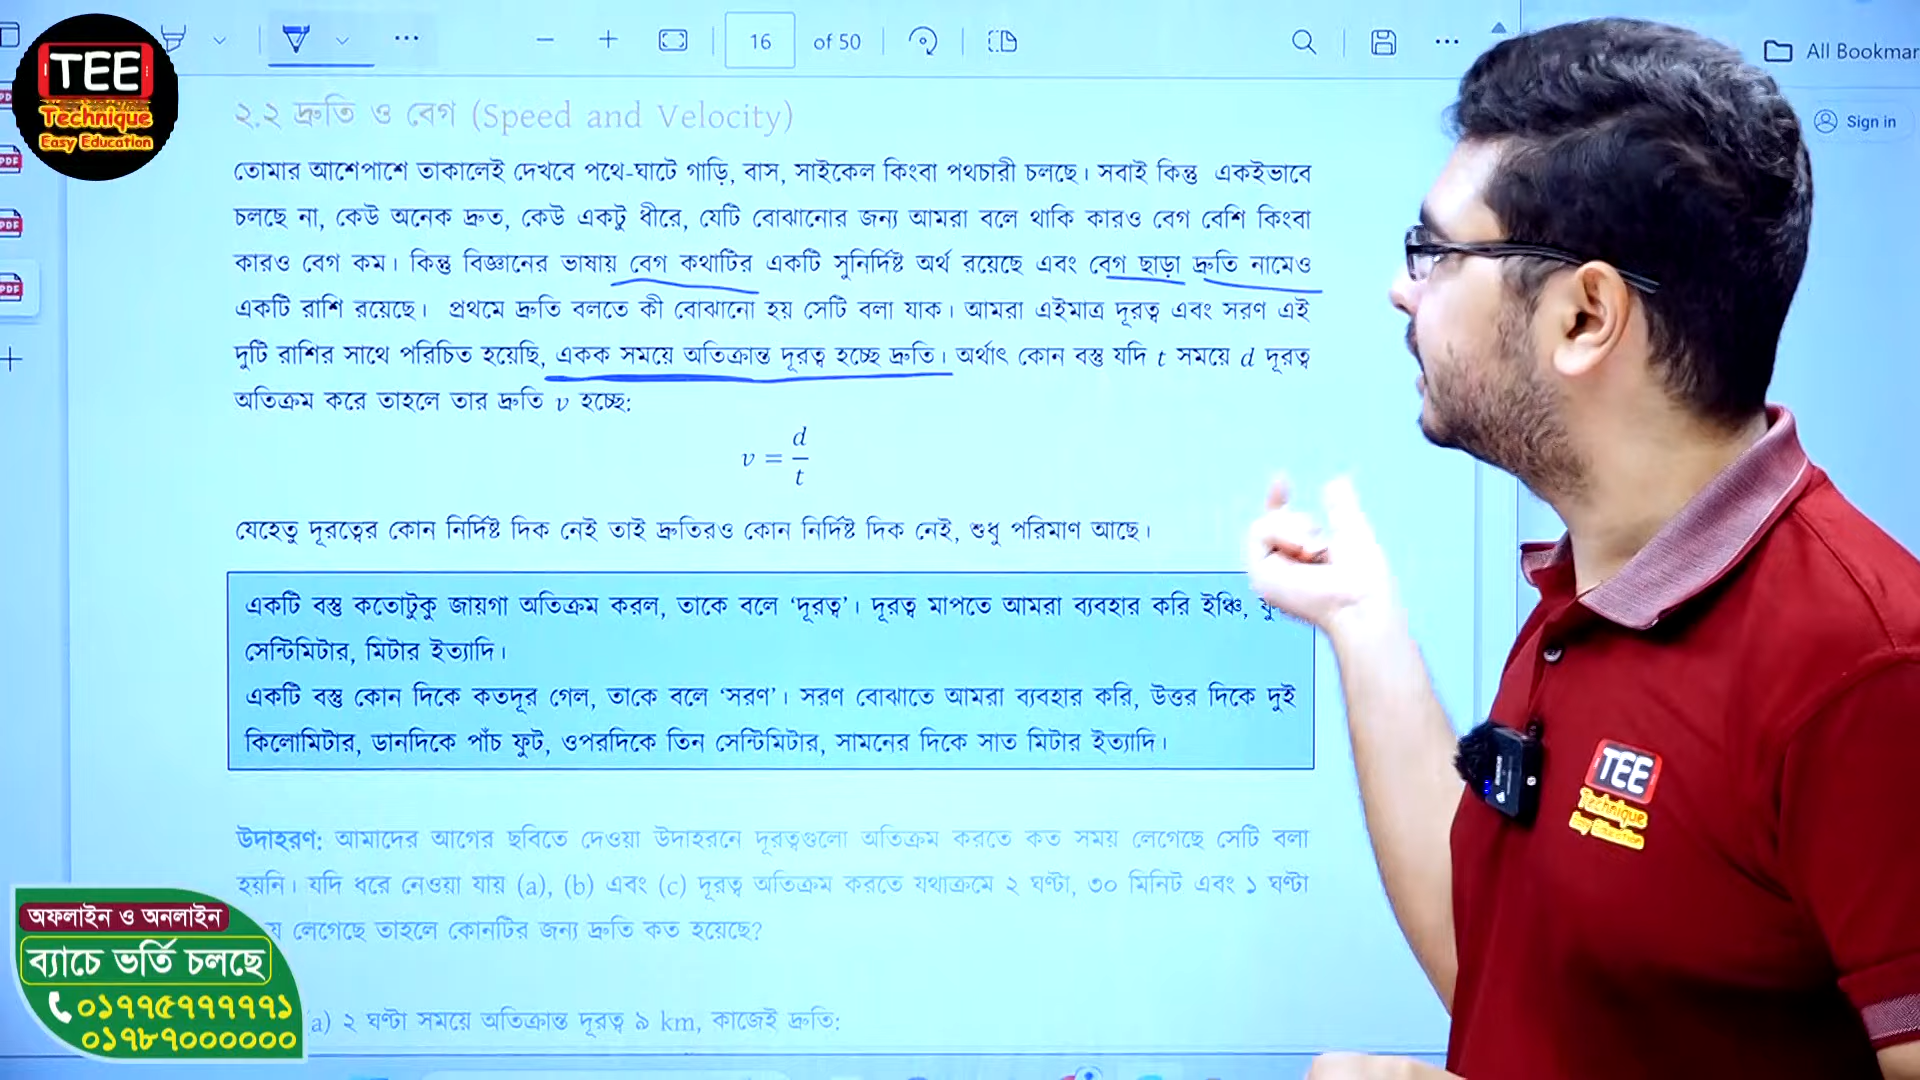 TEE
Technique
Easy Education
16 of 50
All Bookmar
Sign in
২.২ দ্রুতি ও বেগ (Speed and Velocity)
তোমার আশেপাশে তাকালেই দেখবে পথে-ঘাটে গাড়ি, বাস, সাইকেল কিংবা পথচারী চলছে। সবাই কিন্তু একইভাবে
চলছে না, কেউ অনেক দ্রুত, কেউ একটু ধীরে, যেটি বোঝানোর জন্য আমরা বলে থাকি কারও বেগ বেশি কিংবা
কারও বেগ কম। কিন্তু বিজ্ঞানের ভাষায় বেগ কথাটির একটি সুনির্দিষ্ট অর্থ রয়েছে এবং বেগ ছাড়া দ্রুতি নামেও
একটি রাশি রয়েছে। প্রথমে দ্রুতি বলতে কী বোঝানো হয় সেটি বলা যাক। আমরা এইমাত্র দূরত্ব এবং সরণ এই
দুটি রাশির সাথে পরিচিত হয়েছি, একক সময়ে অতিক্রান্ত দূরত্ব হচ্ছে দ্রুতি। অর্থাৎ কোন বস্তু যদি t সময়ে d দূরত্ব
অতিক্রম করে তাহলে তার দ্রুতি v হচ্ছে:
v = d/t
যেহেতু দূরত্বের কোন নির্দিষ্ট দিক নেই তাই দ্রুতিরও কোন নির্দিষ্ট দিক নেই, শুধু পরিমাণ আছে।
একটি বস্তু কতোটুকু জায়গা অতিক্রম করল, তাকে বলে ‘দূরত্ব’। দূরত্ব মাপতে আমরা ব্যবহার করি ইঞ্চি,
সেন্টিমিটার, মিটার ইত্যাদি।
একটি বস্তু কোন দিকে কতদূর গেল, তাকে বলে ‘সরণ’। সরণ বোঝাতে আমরা ব্যবহার করি, উত্তর দিকে দুই
কিলোমিটার, ডানদিকে পাঁচ ফুট, ওপরদিকে তিন সেন্টিমিটার, সামনের দিকে সাত মিটার ইত্যাদি।
উদাহরণ: আমাদের আগের ছবিতে দেওয়া উদাহরনে দূরত্বগুলো অতিক্রম করতে কত সময় লেগেছে সেটি বলা
হয়নি। যদি ধরে নেওয়া যায় (a), (b) এবং (c) দূরত্ব অতিক্রম করতে যথাক্রমে ২ ঘণ্টা, ৩০ মিনিট এবং ১ ঘণ্টা
লেগেছে তাহলে কোনটির জন্য দ্রুতি কত হয়েছে?
a) ২ ঘণ্টা সময়ে অতিক্রান্ত দূরত্ব ৯ km, কাজেই দ্রুতি:
অফলাইন ও অনলাইন
ব্যাচে ভর্তি চলছে
০১৭৭৫৭৭৭৭৭১
০১৭৮৭০০০০০০
TEE
Technique
Easy Education